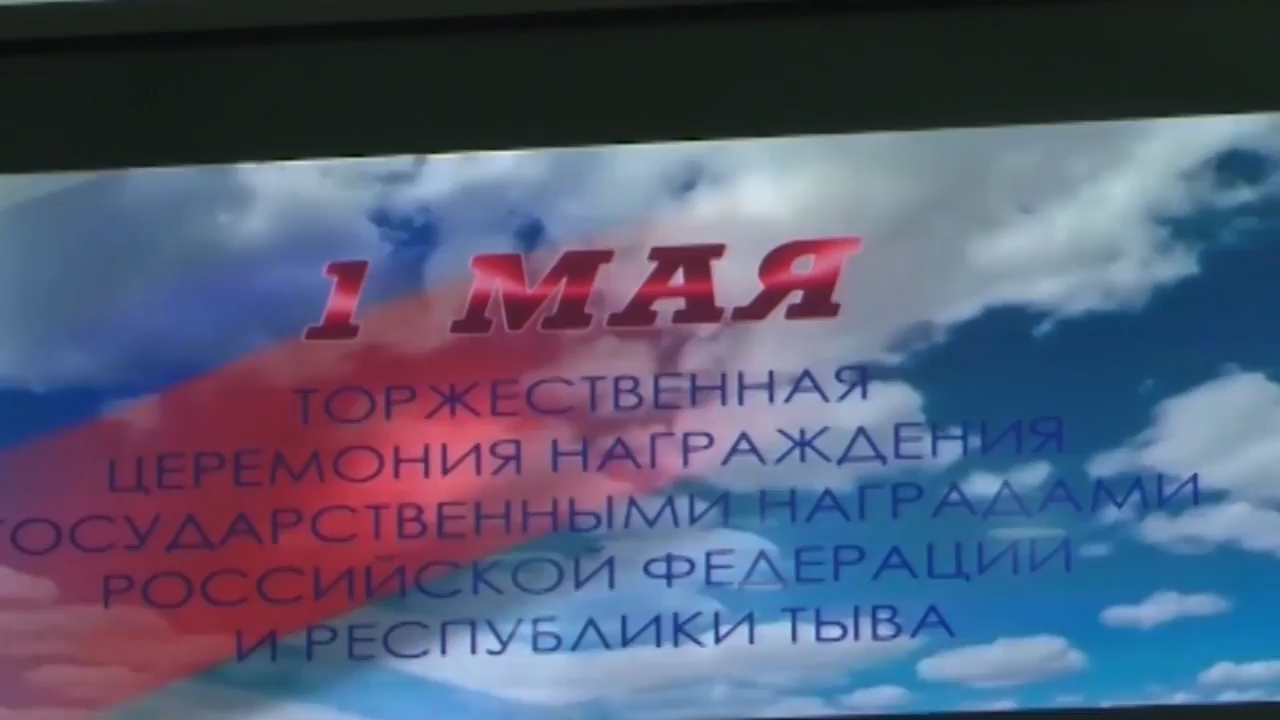 1 МАЯ
ТОРЖЕСТВЕННАЯ
ЦЕРЕМОНИЯ НАГРАЖДЕНИЯ
ГОСУДАРСТВЕННЫМИ НАГРАДАМИ
РОССИЙСКОЙ ФЕДЕРАЦИИ
И РЕСПУБЛИКИ ТЫВА